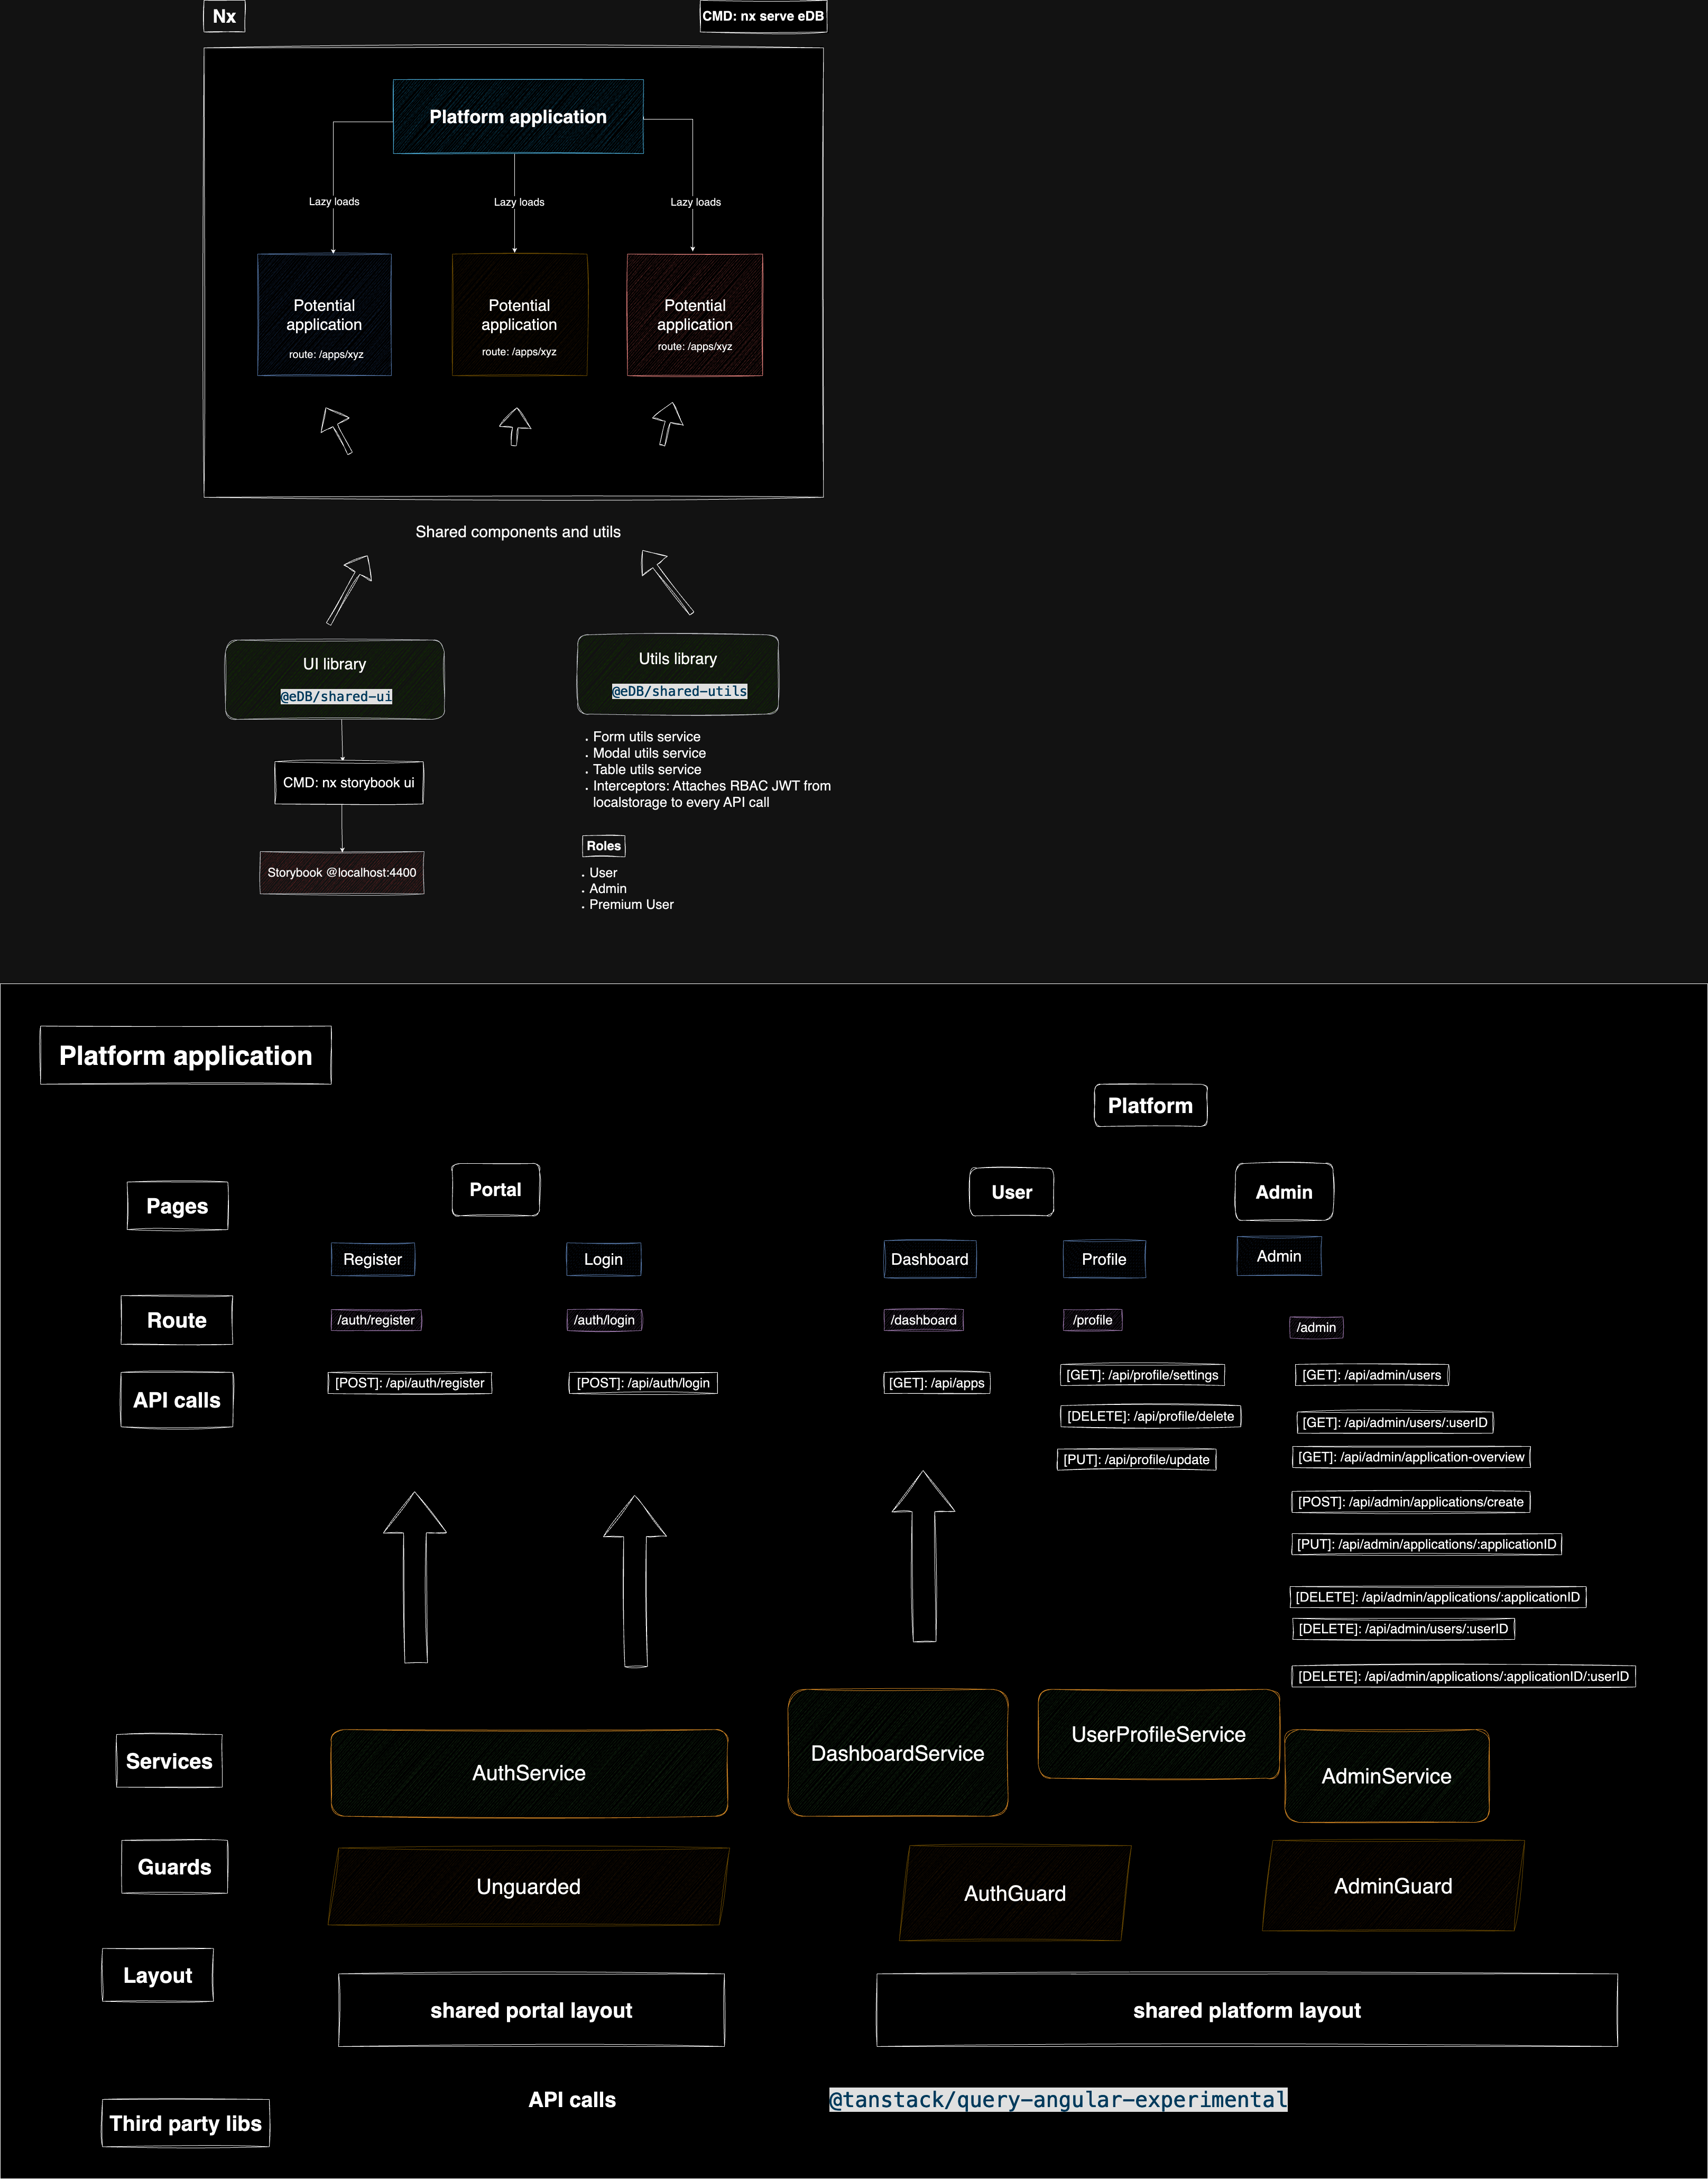 Nx
CMD: nx serve eDB
Platform application
Lazy loads
Lazy loads
Lazy loads
Potential
application
route: /apps/xyz
Potential
application
route: /apps/xyz
Potential
application
route: /apps/xyz
Shared components and utils
UI library
@eDB/shared-ui
CMD: nx storybook ui
Storybook @localhost:4400
Utils library
@eDB/shared-utils
Form utils service
Modal utils service
Table utils service
Interceptors: Attaches RBAC JWT from
localstorage to every API call
Roles
User
Admin
Premium User
Platform application
Platform
Pages
Portal
User
Admin
Register
Login
Dashboard
Profile
Admin
Route
/auth/register
/auth/login
/dashboard
/profile
/admin
API calls
[POST]: /api/auth/register
[POST]: /api/auth/login
[GET]: /api/apps
[GET]: /api/profile/settings
[DELETE]: /api/profile/delete
[PUT]: /api/profile/update
[GET]: /api/admin/users
[GET]: /api/admin/users/:userID
[GET]: /api/admin/application-overview
[POST]: /api/admin/applications/create
[PUT]: /api/admin/applications/:applicationID
[DELETE]: /api/admin/applications/:applicationID
[DELETE]: /api/admin/users/:userID
[DELETE]: /api/admin/applications/:applicationID/:userID
Services
AuthService
DashboardService
UserProfileService
AdminService
Guards
Unguarded
AuthGuard
AdminGuard
Layout
shared portal layout
shared platform layout
Third party libs
API calls
@tanstack/query-angular-experimental